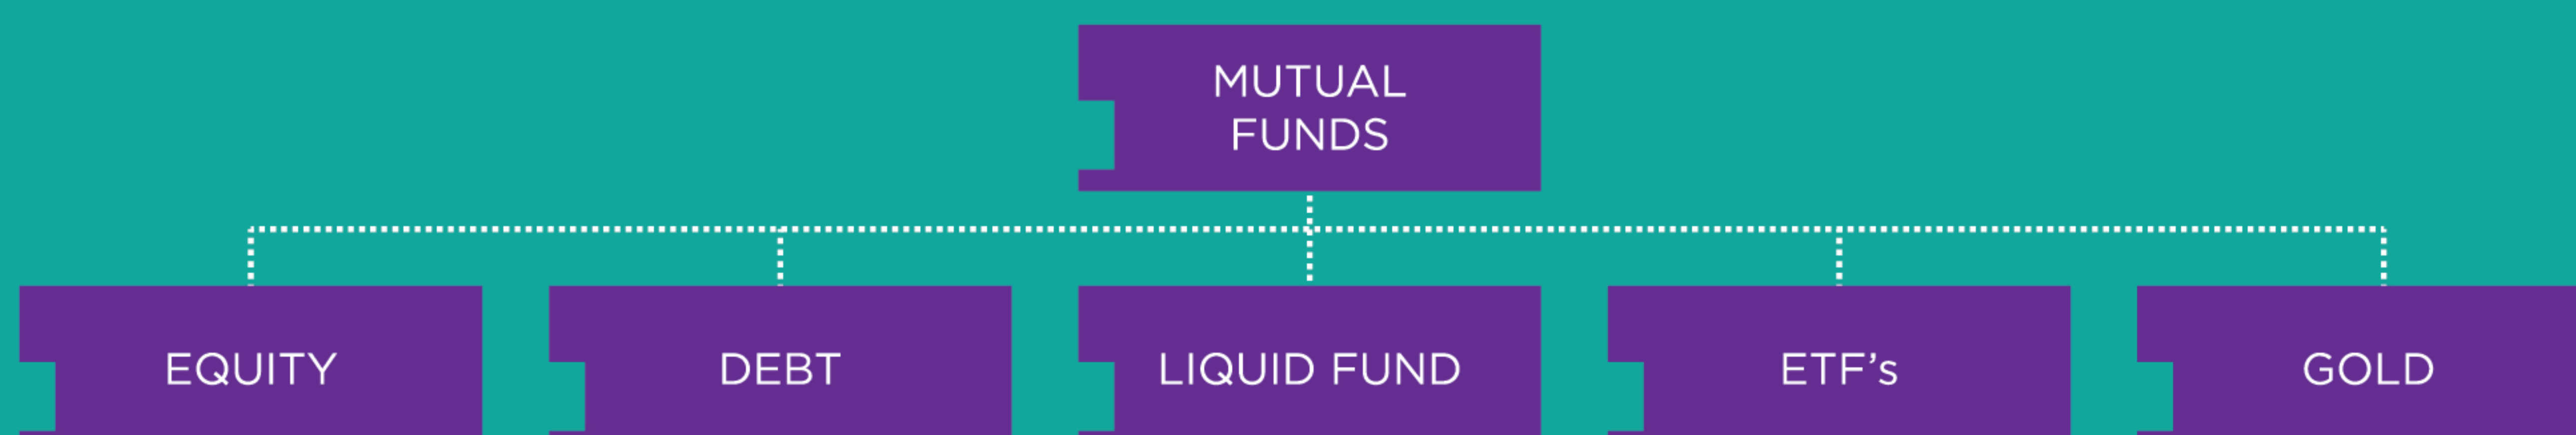 MUTUAL
FUNDS
EQUITY
DEBT
LIQUID FUND
ETF’s
GOLD